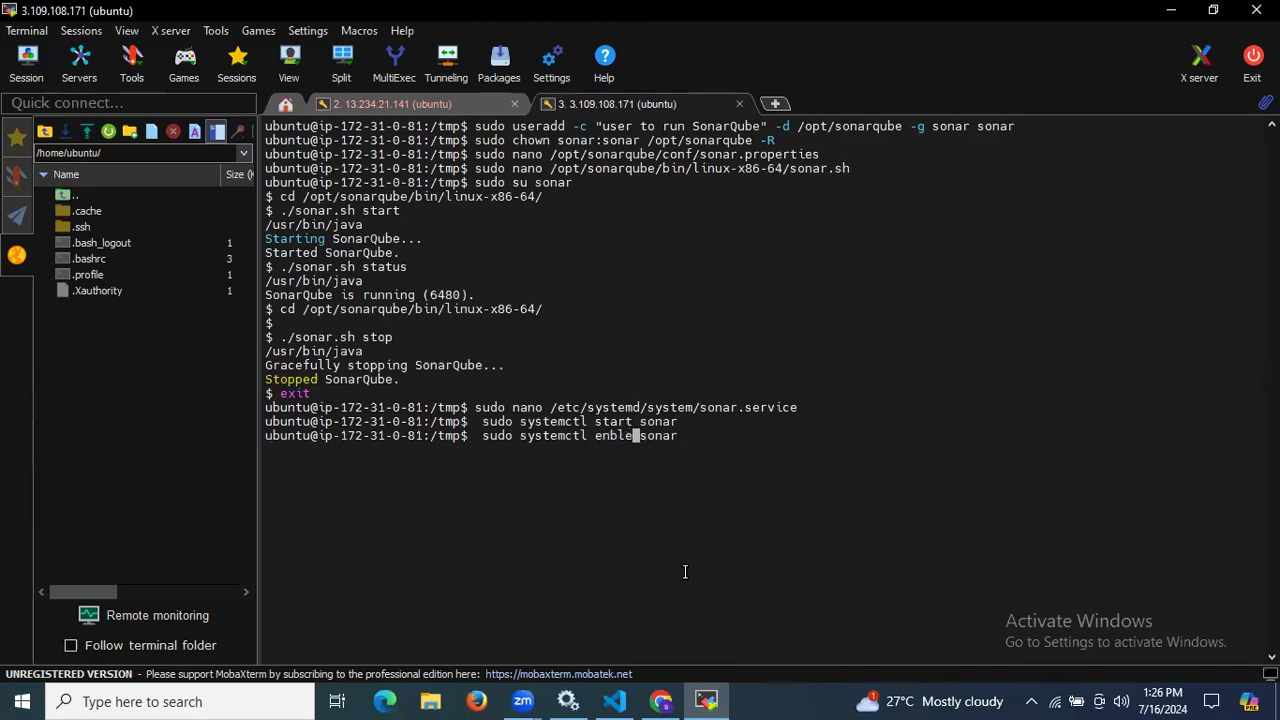 3.109.108.171 (ubuntu)
Terminal Sessions View X server Tools Games Settings Macros Help
Session Servers Tools Games Sessions View Split MultiExec Tunneling Packages Settings Help X server Exit
Quick connect...
2. 13.234.21.141 (ubuntu)
3. 3.109.108.171 (ubuntu)
/home/ubuntu/
Name Size (
..
.cache
.ssh
.bash_logout 1
.bashrc 3
.profile 1
.Xauthority 1
Remote monitoring
Follow terminal folder
ubuntu@ip-172-31-0-81:/tmp$ sudo useradd -c "user to run SonarQube" -d /opt/sonarqube -g sonar sonar
ubuntu@ip-172-31-0-81:/tmp$ sudo chown sonar:sonar /opt/sonarqube -R
ubuntu@ip-172-31-0-81:/tmp$ sudo nano /opt/sonarqube/conf/sonar.properties
ubuntu@ip-172-31-0-81:/tmp$ sudo nano /opt/sonarqube/bin/linux-x86-64/sonar.sh
ubuntu@ip-172-31-0-81:/tmp$ sudo su sonar
$ cd /opt/sonarqube/bin/linux-x86-64/
$ ./sonar.sh start
/usr/bin/java
Starting SonarQube...
Started SonarQube.
$ ./sonar.sh status
/usr/bin/java
SonarQube is running (6480).
$ cd /opt/sonarqube/bin/linux-x86-64/
$
$ ./sonar.sh stop
/usr/bin/java
Gracefully stopping SonarQube...
Stopped SonarQube.
$ exit
ubuntu@ip-172-31-0-81:/tmp$ sudo nano /etc/systemd/system/sonar.service
ubuntu@ip-172-31-0-81:/tmp$  sudo systemctl start sonar
ubuntu@ip-172-31-0-81:/tmp$  sudo systemctl enble sonar
Activate Windows
Go to Settings to activate Windows.
UNREGISTERED VERSION - Please support MobaXterm by subscribing to the professional edition here: https://mobaxterm.mobatek.net
Type here to search
zm
1
27°C Mostly cloudy
1:26 PM
7/16/2024
PRE